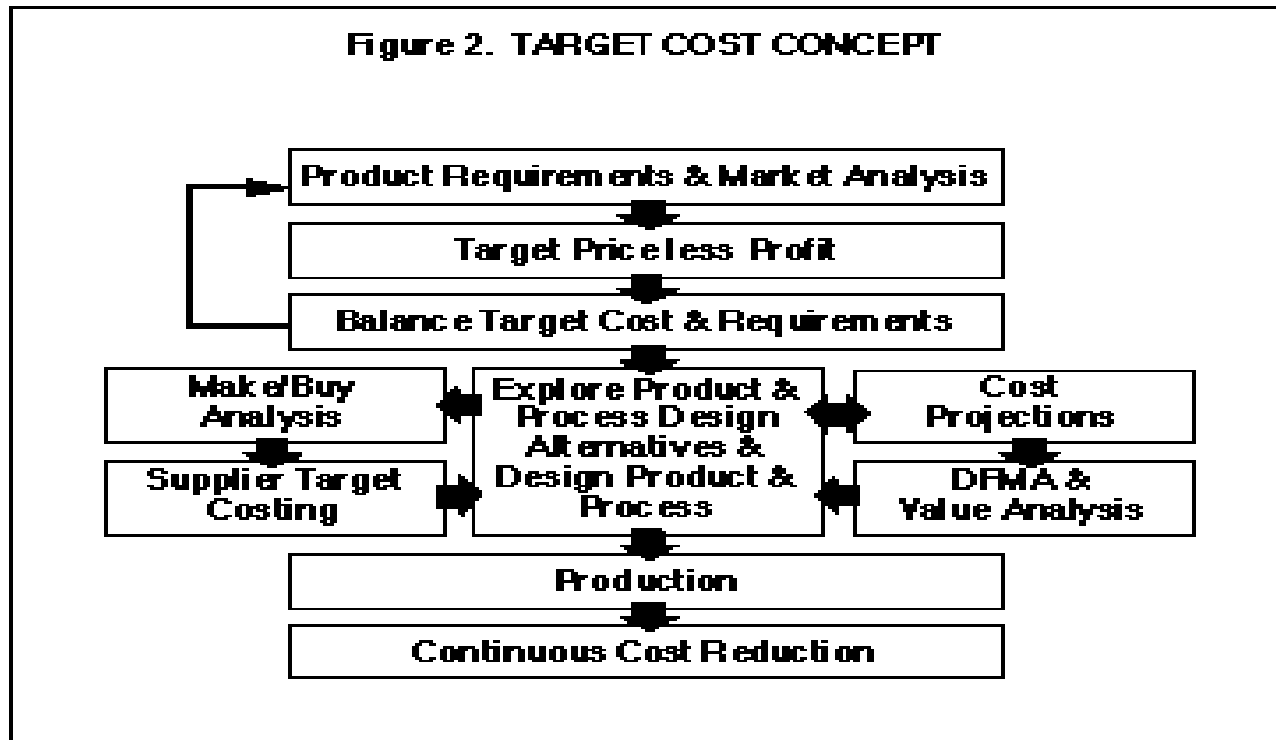 Figure 2. TARGET COST CONCEPT
Product Requirements & Market Analysis
Target Price less Profit
Balance Target Cost & Requirements
Make/Buy
Analysis
Supplier Target
Costing
Explore Product &
Process Design
Alternatives &
Design Product &
Process
Cost
Projections
DFMA &
Value Analysis
Production
Continuous Cost Reduction